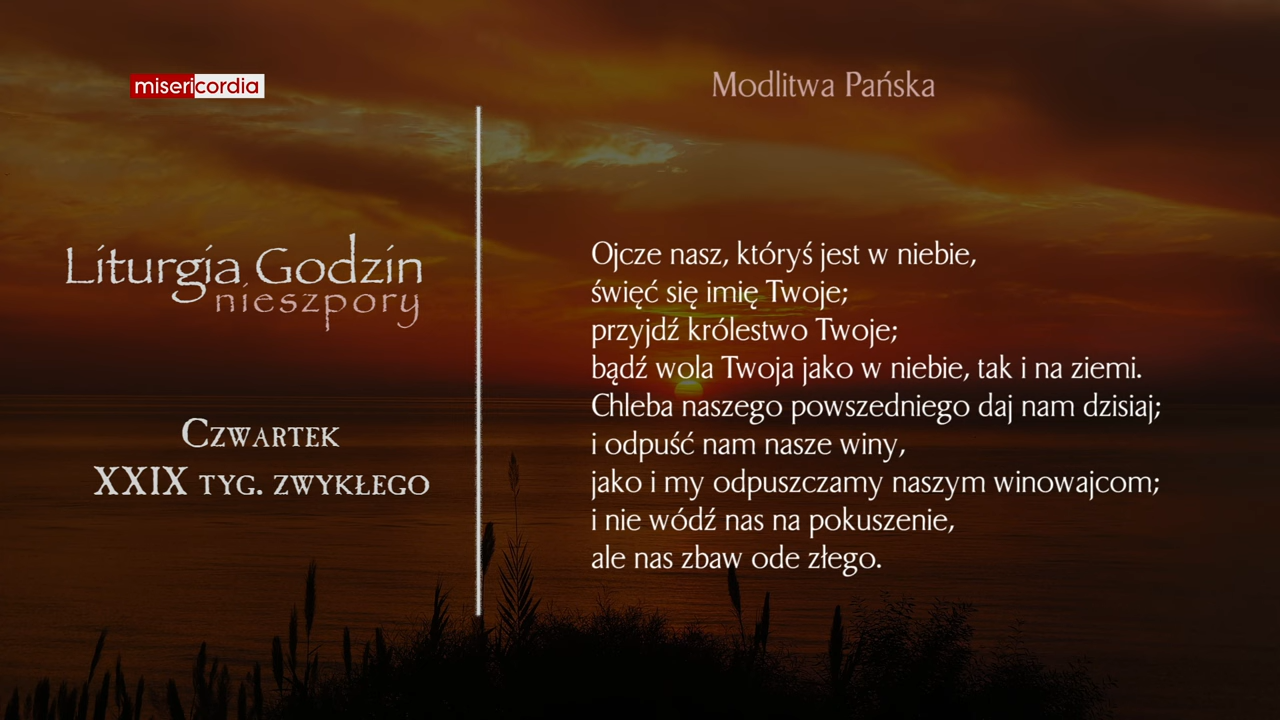 misericordia
Liturgia Godzin
nieszpory
Czwartek
XXIX tyg. zwykłego
Modlitwa Pańska
Ojcze nasz, któryś jest w niebie,
święć się imię Twoje;
przyjdź królestwo Twoje;
bądź wola Twoja jako w niebie, tak i na ziemi.
Chleba naszego powszedniego daj nam dzisiaj;
i odpuść nam nasze winy,
jako i my odpuszczamy naszym winowajcom;
i nie wódź nas na pokuszenie,
ale nas zbaw ode złego.